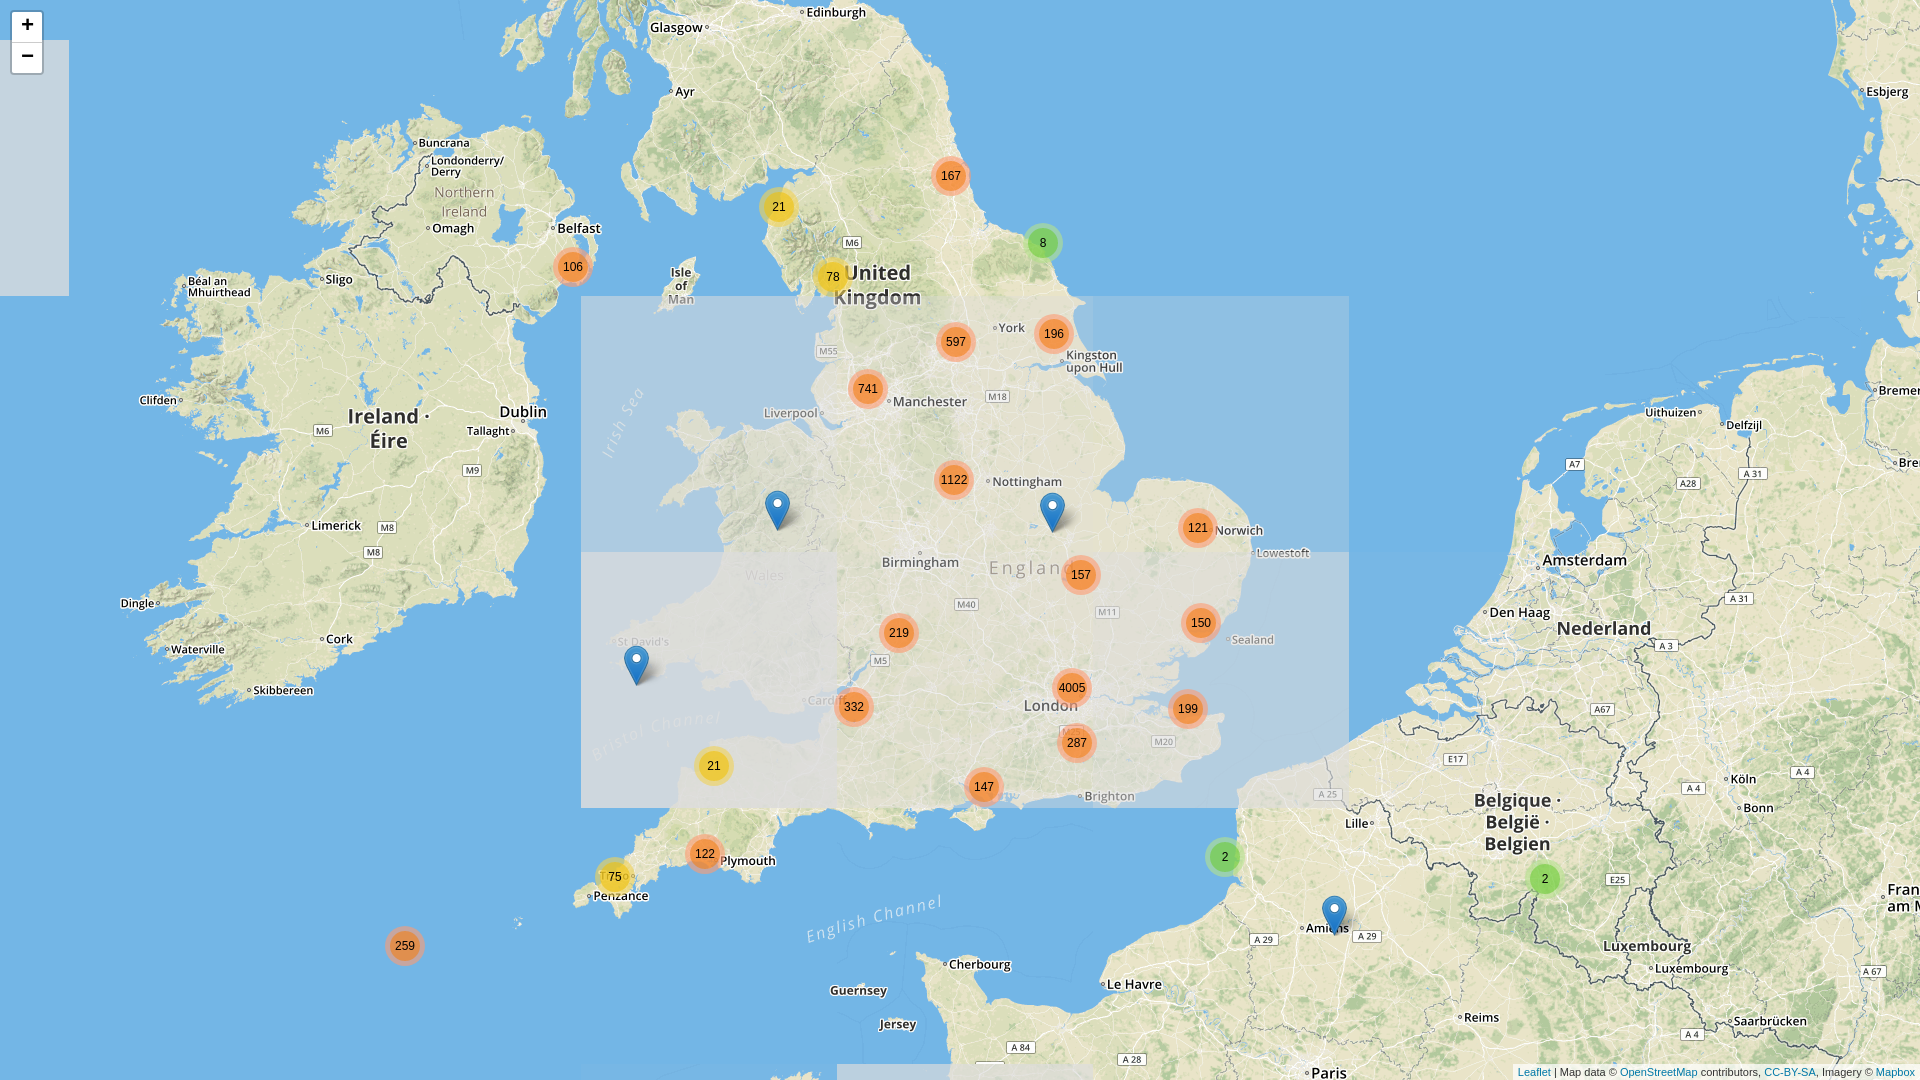 +
−
Glasgow
Edinburgh
Ayr
Esbjerg
Buncrana
Londonderry/
Derry
Northern
Ireland
Omagh
Belfast
106
167
21
8
M6
78
United
Kingdom
Isle
of
Man
Béal an
Mhuirthead
Sligo
York
196
597
M55
Kingston
upon Hull
741
Manchester
M18
Liverpool
Irish Sea
Clifden
Ireland ·
Éire
Dublin
Tallaght
M6
M9
Uithuizen
Delfzijl
A7
A 31
A28
1122
Nottingham
Limerick
M8
M8
121
Norwich
Lowestoft
Birmingham
England
157
Wales
Amsterdam
A 31
Dingle
M40
M11
Den Haag
Nederland
219
150
Sealand
Cork
Waterville
St David's
M5
A 3
Skibbereen
4005
London
Cardiff
332
199
A67
Bristol Channel
287
M20
E17
21
147
Brighton
A 25
A 4
Köln
A 4
Bonn
Belgique ·
België ·
Belgien
Lille
122
Plymouth
75
Penzance
2
2
E25
259
English Channel
Amiens
A 29
A 29
Luxembourg
Luxembourg
A 67
Cherbourg
Guernsey
Le Havre
Jersey
Reims
Saarbrücken
A 84
A 28
A 4
Paris
Leaflet | Map data © OpenStreetMap contributors, CC-BY-SA, Imagery © Mapbox